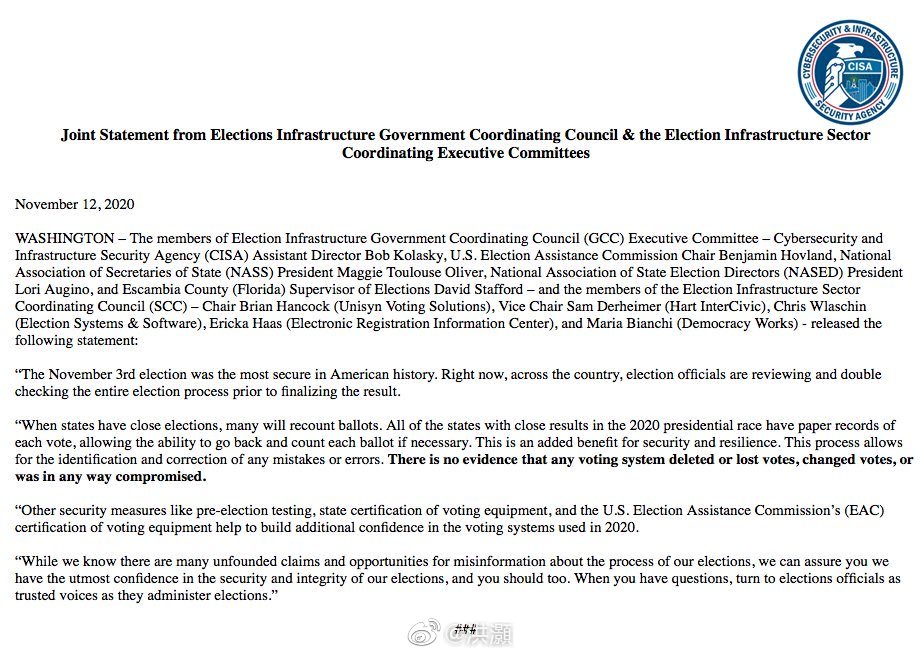 CYBERSECURITY & INFRASTRUCTURE
CISA
SECURITY AGENCY
Joint Statement from Elections Infrastructure Government Coordinating Council & the Election Infrastructure Sector
Coordinating Executive Committees
November 12, 2020
WASHINGTON – The members of Election Infrastructure Government Coordinating Council (GCC) Executive Committee – Cybersecurity and
Infrastructure Security Agency (CISA) Assistant Director Bob Kolasky, U.S. Election Assistance Commission Chair Benjamin Hovland, National
Association of Secretaries of State (NASS) President Maggie Toulouse Oliver, National Association of State Election Directors (NASED) President
Lori Augino, and Escambia County (Florida) Supervisor of Elections David Stafford – and the members of the Election Infrastructure Sector
Coordinating Council (SCC) – Chair Brian Hancock (Unisyn Voting Solutions), Vice Chair Sam Derheimer (Hart InterCivic), Chris Wlaschin
(Election Systems & Software), Ericka Haas (Electronic Registration Information Center), and Maria Bianchi (Democracy Works) - released the
following statement:
“The November 3rd election was the most secure in American history. Right now, across the country, election officials are reviewing and double
checking the entire election process prior to finalizing the result.
“When states have close elections, many will recount ballots. All of the states with close results in the 2020 presidential race have paper records of
each vote, allowing the ability to go back and count each ballot if necessary. This is an added benefit for security and resilience. This process allows
for the identification and correction of any mistakes or errors. There is no evidence that any voting system deleted or lost votes, changed votes, or
was in any way compromised.
“Other security measures like pre-election testing, state certification of voting equipment, and the U.S. Election Assistance Commission’s (EAC)
certification of voting equipment help to build additional confidence in the voting systems used in 2020.
“While we know there are many unfounded claims and opportunities for misinformation about the process of our elections, we can assure you we
have the utmost confidence in the security and integrity of our elections, and you should too. When you have questions, turn to elections officials as
trusted voices as they administer elections.”
###
@洪灏